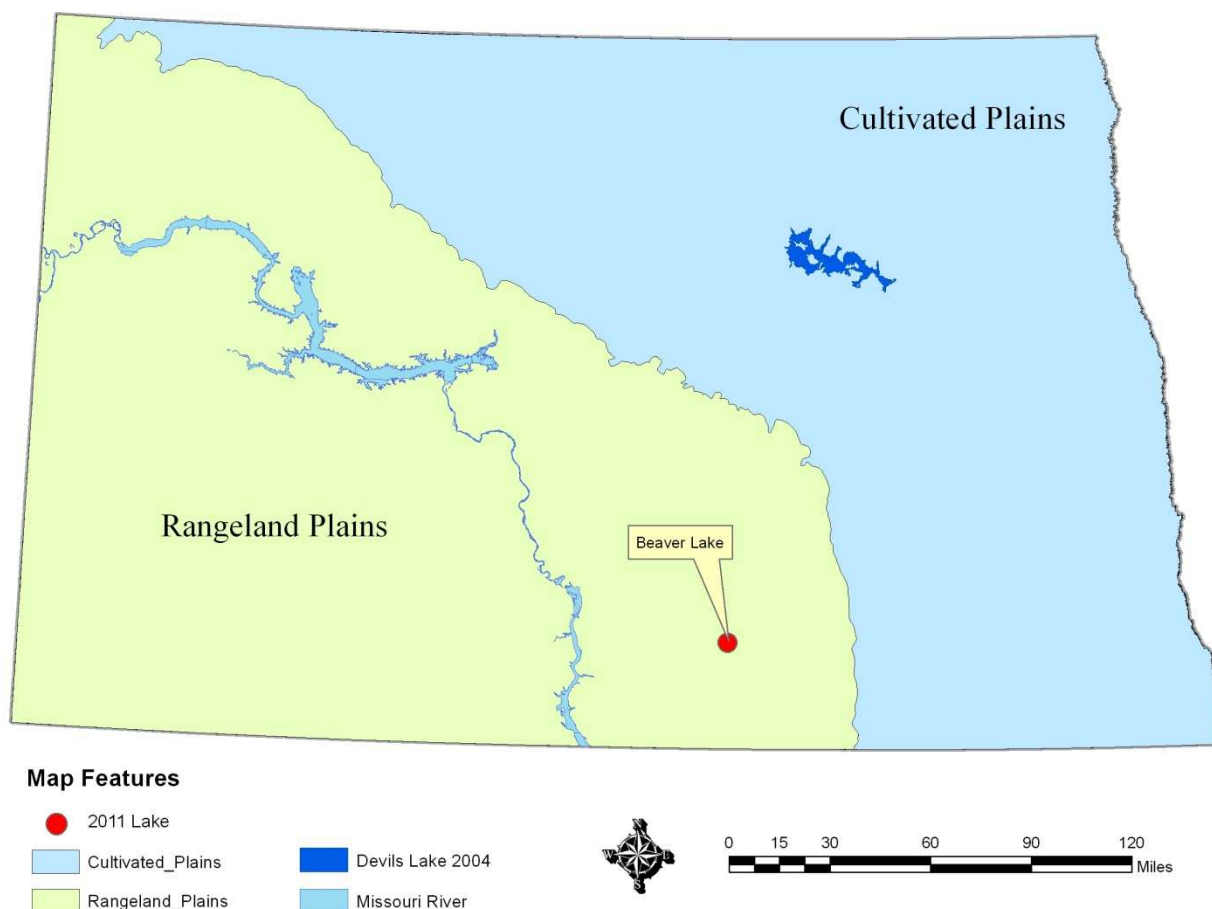 Cultivated Plains
Rangeland Plains
Beaver Lake
Map Features
2011 Lake
Cultivated_Plains
Rangeland_Plains
Devils Lake 2004
Missouri River
N
W E
S
0 15 30 60 90 120
Miles